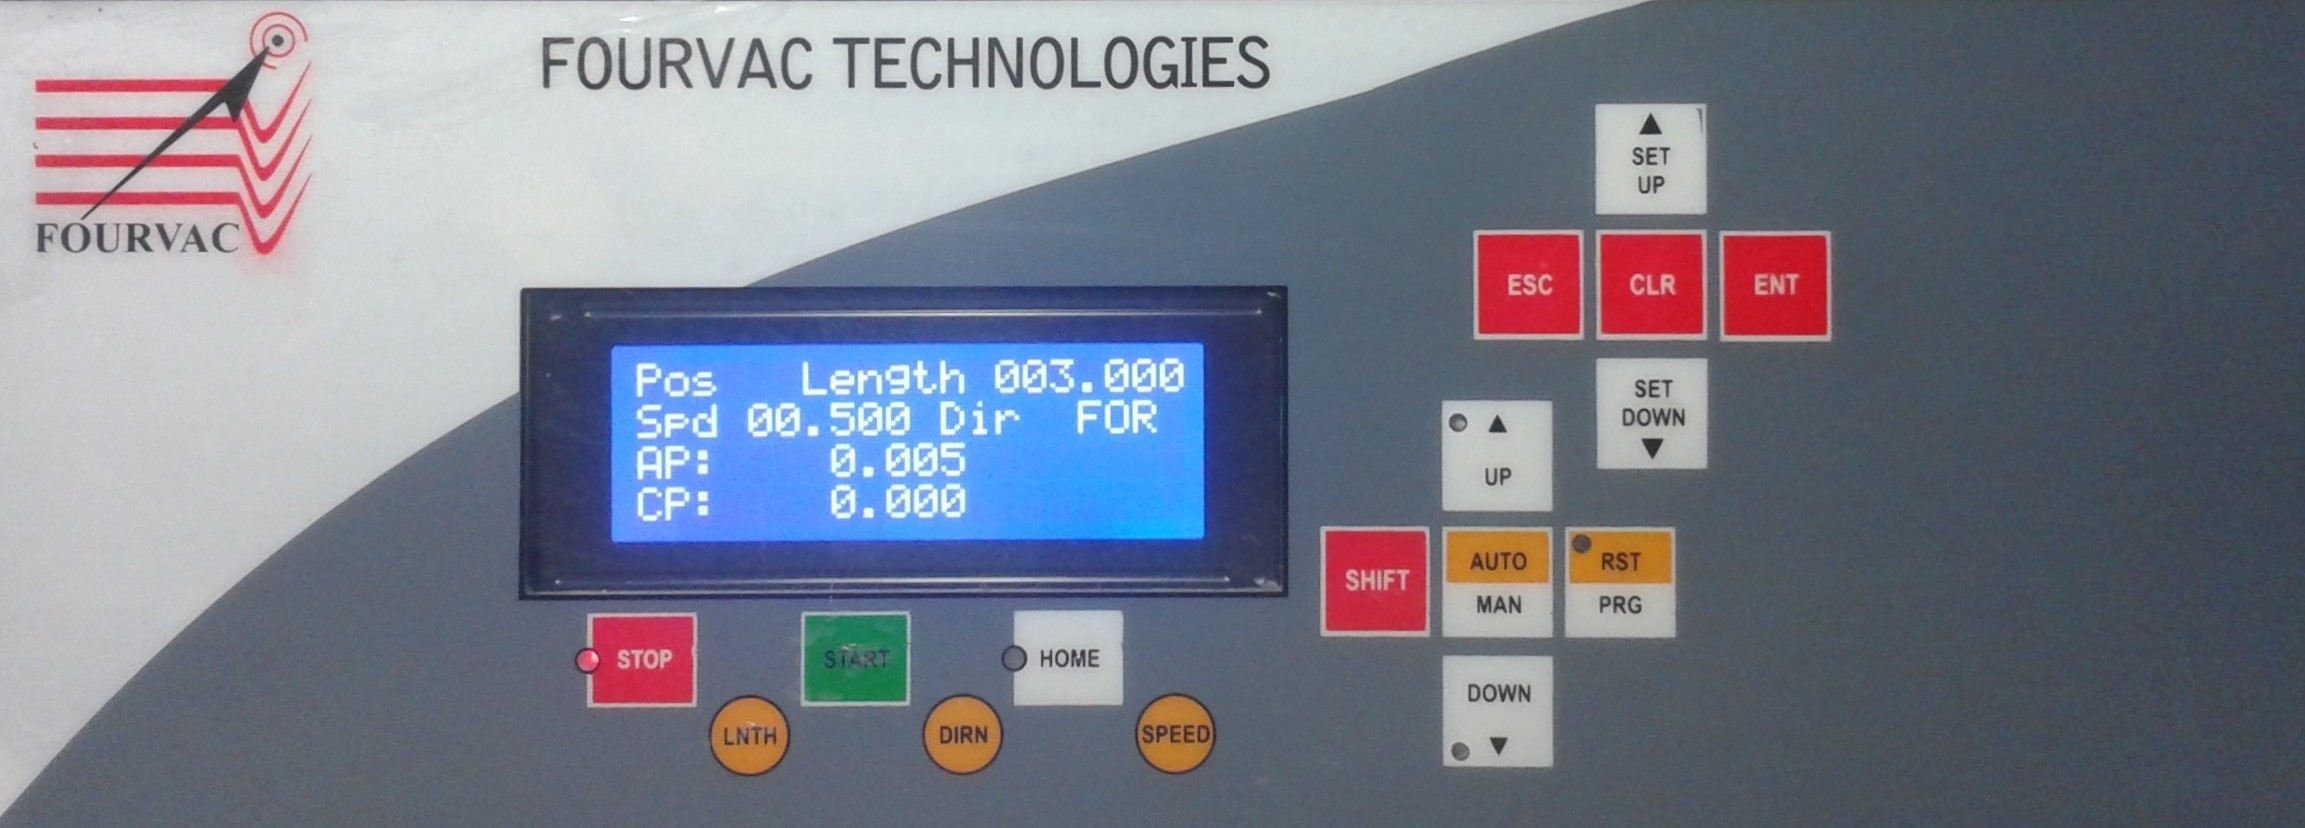 FOURVAC TECHNOLOGIES
FOURVAC
Pos Length 003.000
Spd 00.500 Dir FOR
AP: 0.005
CP: 0.000
STOP
START
HOME
LNTH
DIRN
SPEED
▲
SET
UP
ESC
CLR
ENT
SET
DOWN
▼
▲
UP
SHIFT
AUTO
MAN
RST
PRG
DOWN
▼